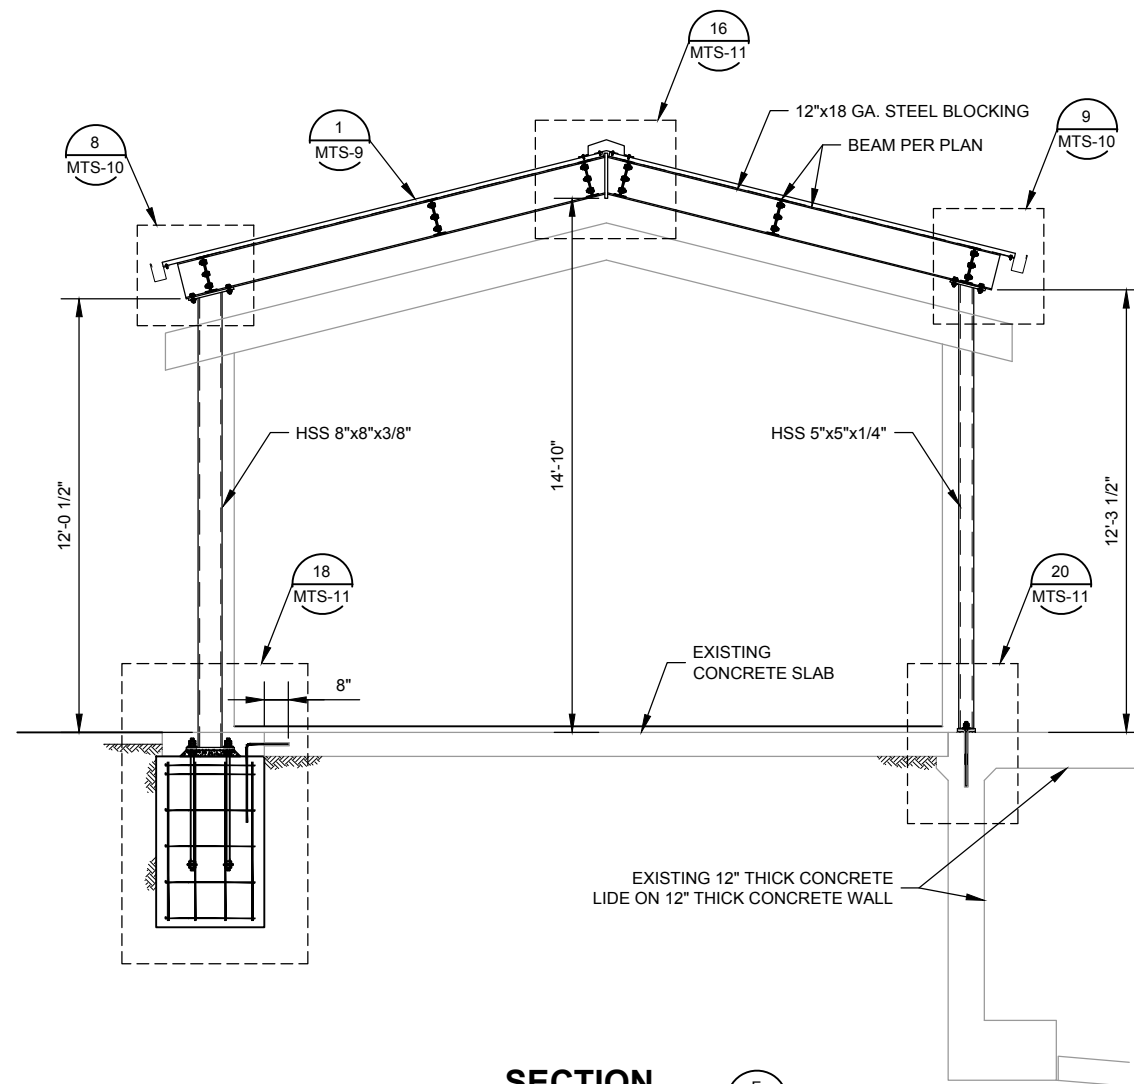 16
MTS-11
12"x18 GA. STEEL BLOCKING
BEAM PER PLAN
9
MTS-10
1
MTS-9
8
MTS-10
HSS 8"x8"x3/8"
HSS 5"x5"x1/4"
14'-10"
12'-0 1/2"
12'-3 1/2"
18
MTS-11
20
MTS-11
8"
EXISTING
CONCRETE SLAB
EXISTING 12" THICK CONCRETE
LIDE ON 12" THICK CONCRETE WALL
SECTION